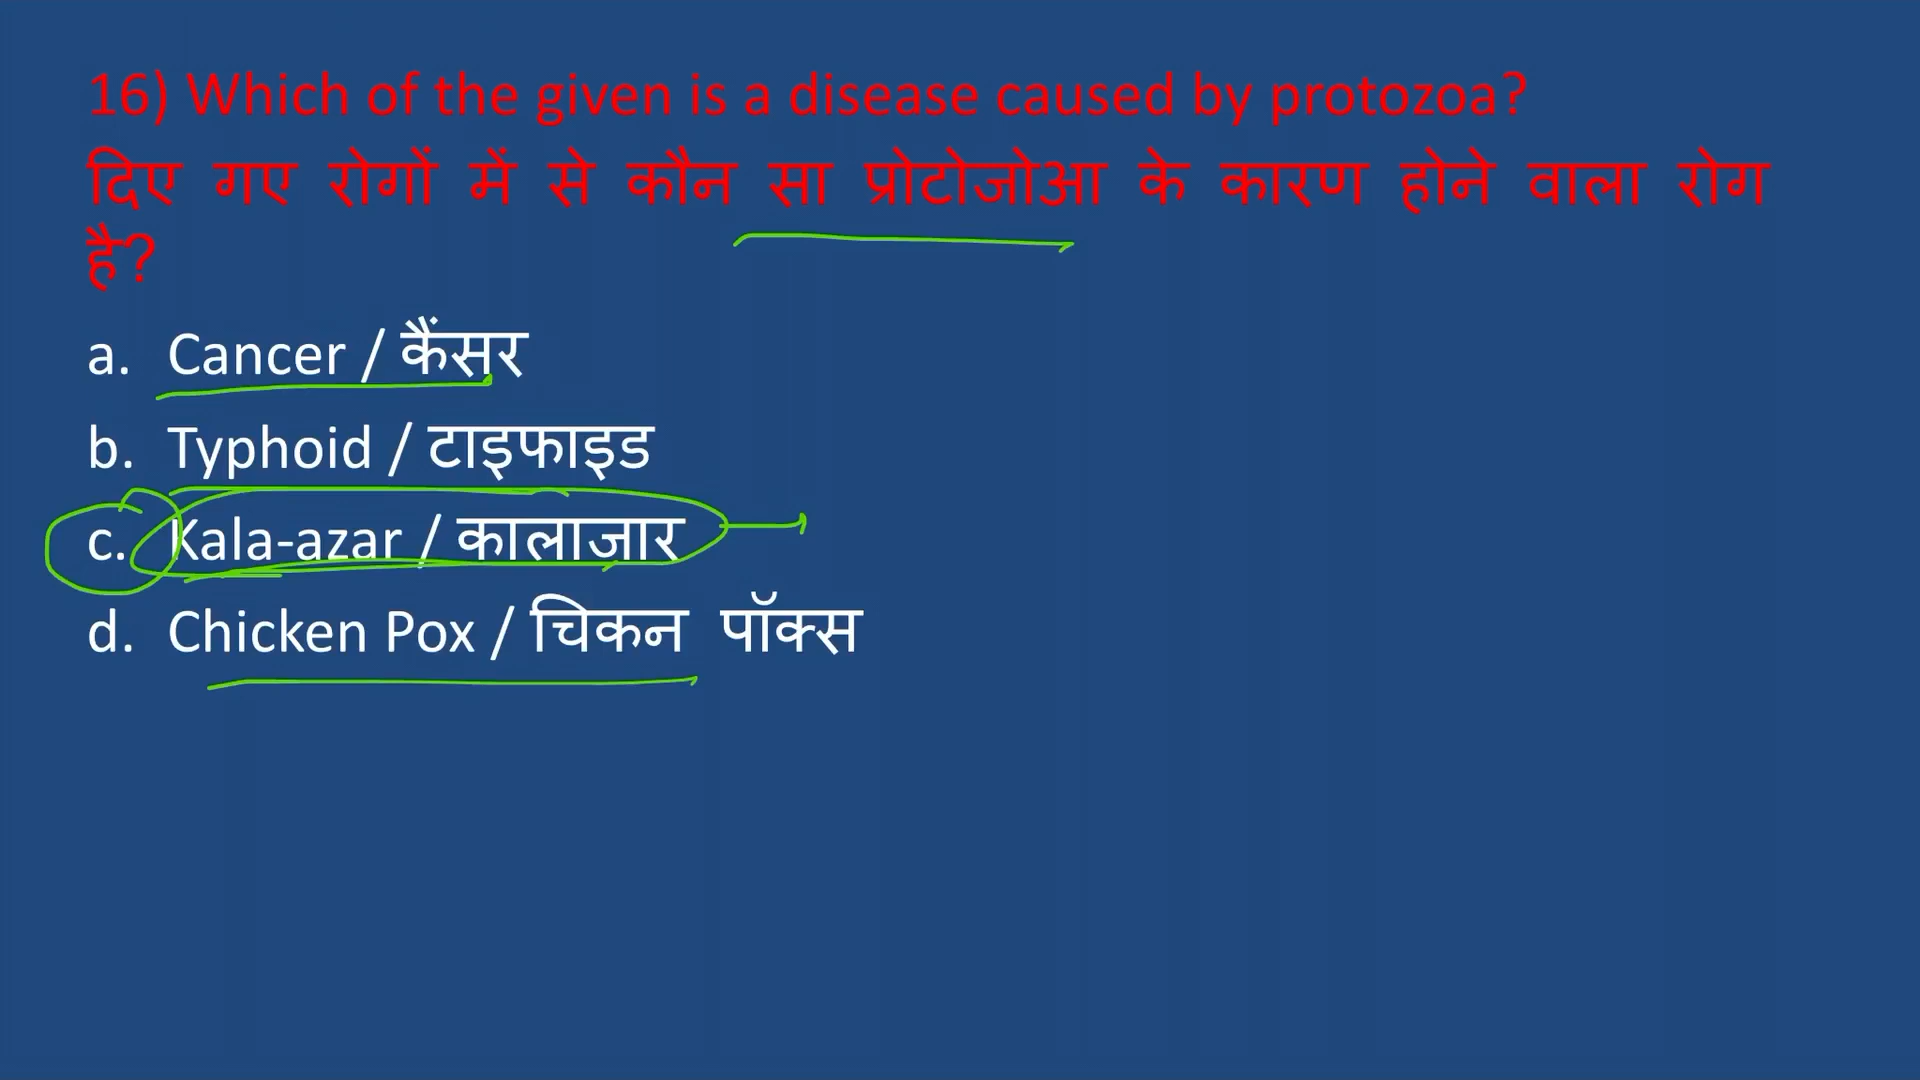 16) Which of the given is a disease caused by protozoa?
दिए गए रोगों में से कौन सा प्रोटोजोआ के कारण होने वाला रोग
है?
a. Cancer / कैंसर
b. Typhoid / टाइफाइड
c. Kala-azar / कालाजार
d. Chicken Pox / चिकन पॉक्स